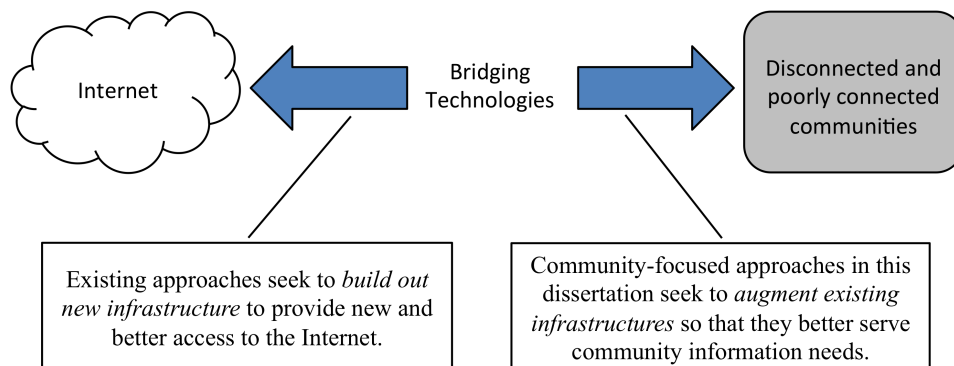 Internet
Bridging
Technologies
Disconnected and
poorly connected
communities
Existing approaches seek to build out
new infrastructure to provide new and
better access to the Internet.
Community-focused approaches in this
dissertation seek to augment existing
infrastructures so that they better serve
community information needs.